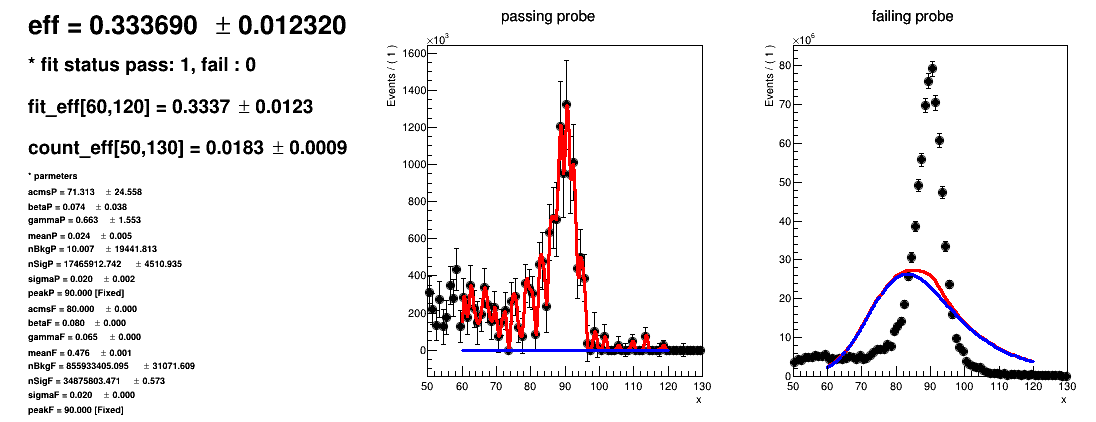 eff = 0.333690 ± 0.012320
* fit status pass: 1, fail : 0
fit_eff[60,120] = 0.3337 ± 0.0123
count_eff[50,130] = 0.0183 ± 0.0009
* parmeters
acmsP = 71.313 ± 24.558
betaP = 0.074 ± 0.038
gammaP = 0.663 ± 1.553
meanP = 0.024 ± 0.005
nBkgP = 10.007 ± 19441.813
nSigP = 17465912.742 ± 4510.935
sigmaP = 0.020 ± 0.002
peakP = 90.000 [Fixed]
acmsF = 80.000 ± 0.000
betaF = 0.080 ± 0.000
gammaF = 0.065 ± 0.000
meanF = 0.476 ± 0.001
nBkgF = 855933405.095 ± 31071.609
nSigF = 34875803.471 ± 0.573
sigmaF = 0.020 ± 0.000
peakF = 90.000 [Fixed]
passing probe
×10³
Events / ( 1 )
1600
1400
1200
1000
800
600
400
200
0
50 60 70 80 90 100 110 120 130
x
failing probe
×10⁶
Events / ( 1 )
80
70
60
50
40
30
20
10
0
50 60 70 80 90 100 110 120 130
x